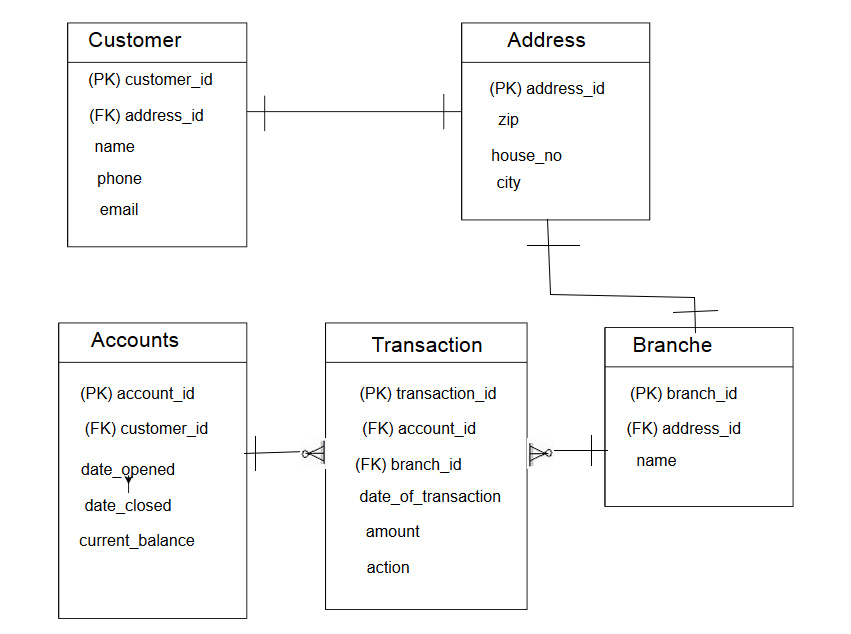 Customer
(PK) customer_id
(FK) address_id
name
phone
email
Address
(PK) address_id
zip
house_no
city
Accounts
(PK) account_id
(FK) customer_id
date_opened
date_closed
current_balance
Transaction
(PK) transaction_id
(FK) account_id
(FK) branch_id
date_of_transaction
amount
action
Branche
(PK) branch_id
(FK) address_id
name